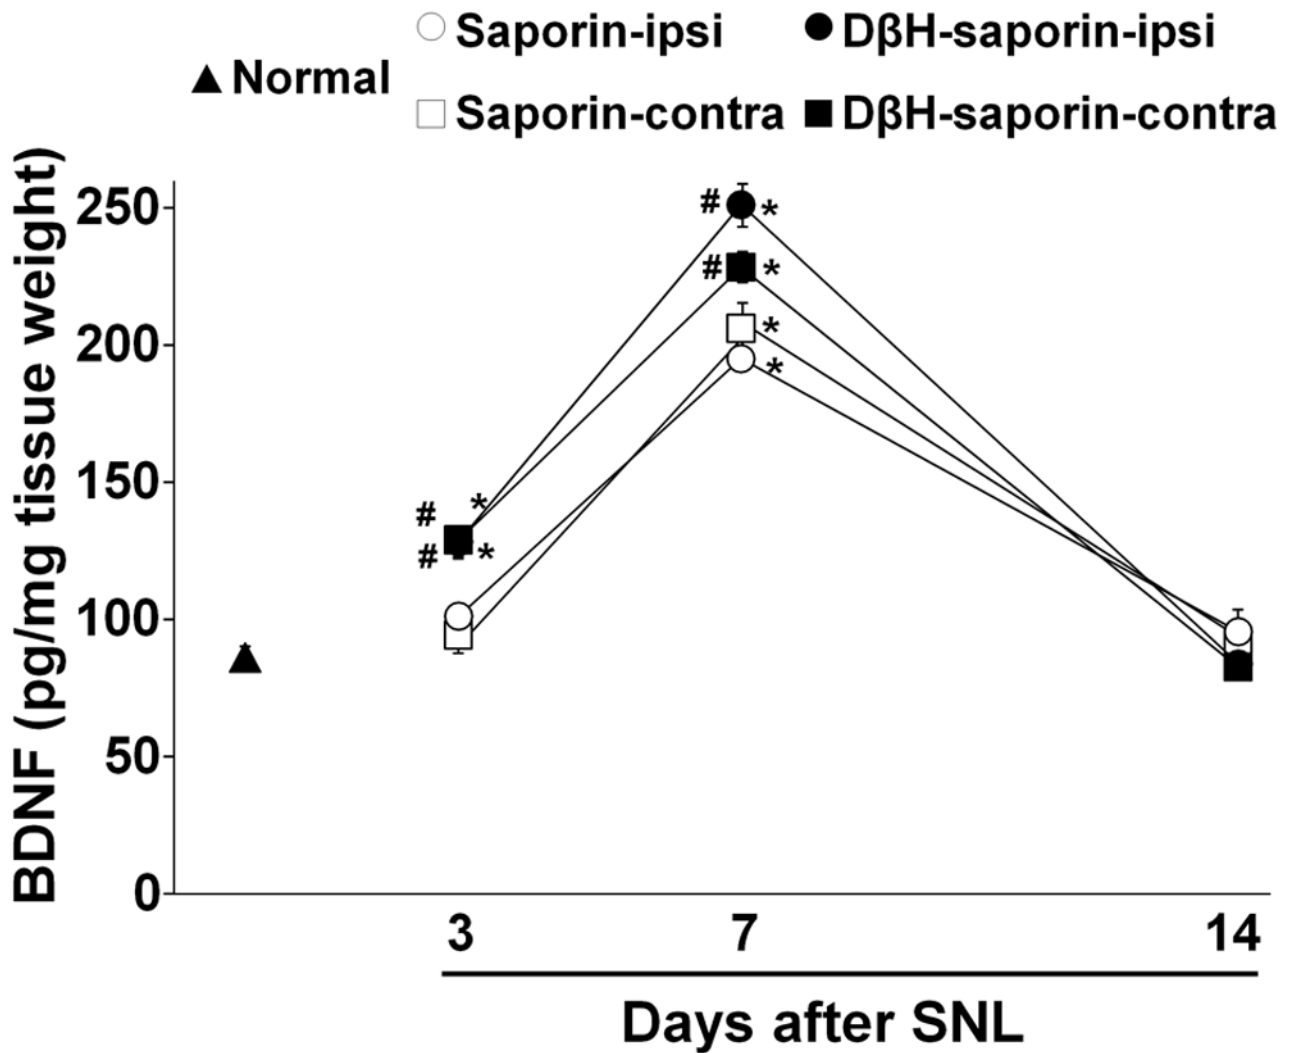 Saporin-ipsi
DβH-saporin-ipsi
Normal
Saporin-contra
DβH-saporin-contra
BDNF (pg/mg tissue weight)
250
200
150
100
50
0
# *
# *
*
*
# *
# *
3
7
14
Days after SNL